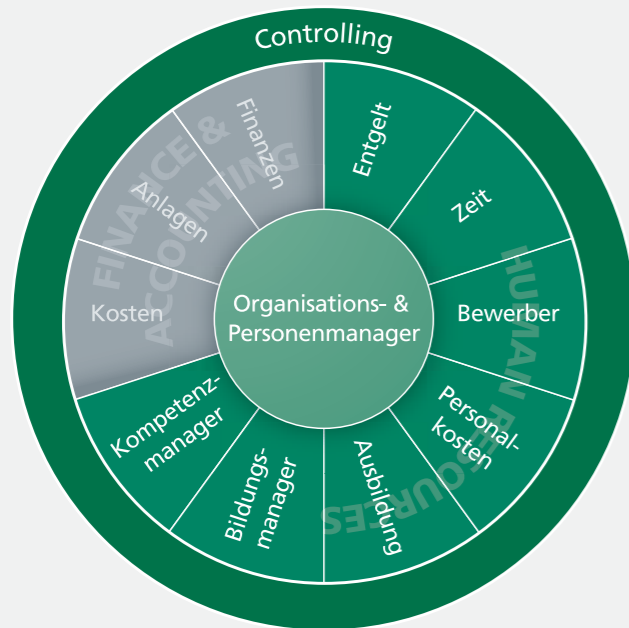 Controlling
FINANCE &
ACCOUNTING
HUMAN RESOURCES
Entgelt
Zeit
Bewerber
Personal-
kosten
Ausbildung
Bildungs-
manager
Kompetenz-
manager
Kosten
Anlagen
Finanzen
Organisations- &
Personenmanager